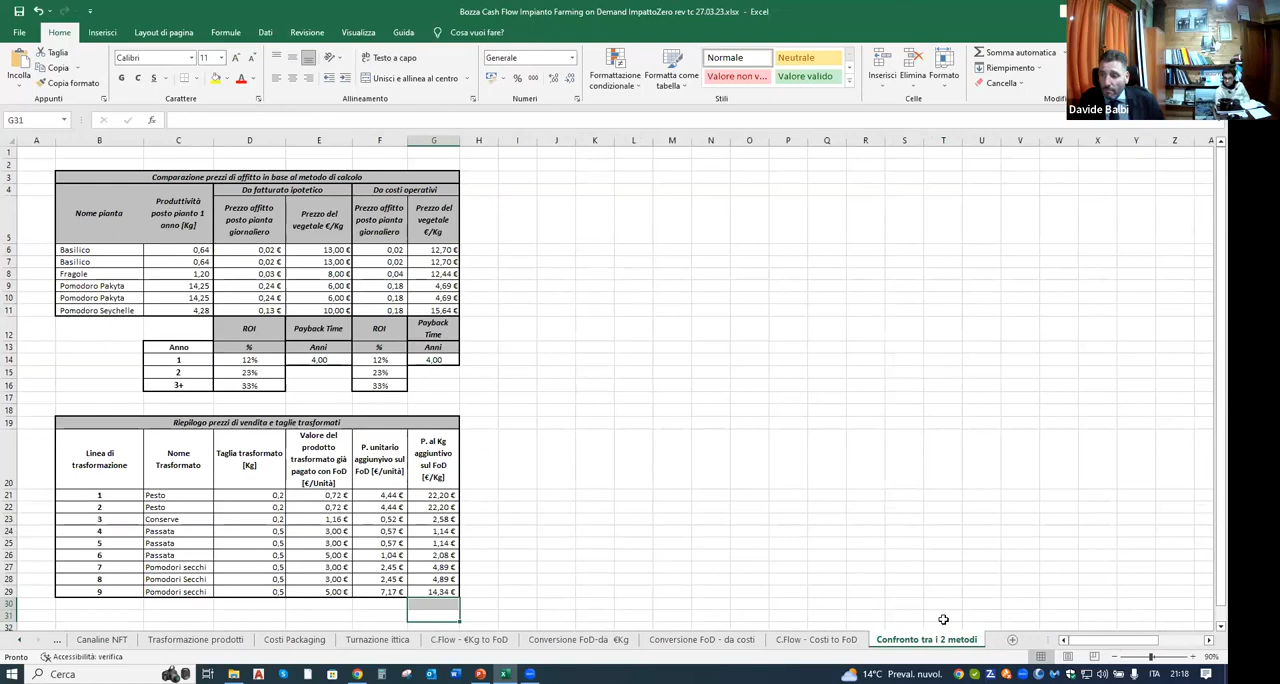 Bozza Cash Flow Impianto Farming on Demand ImpattoZero rev tc 27.03.23.xlsx - Excel
File Home Inserisci Layout di pagina Formule Dati Revisione Visualizza Guida Cosa vuoi fare?
Incolla
Taglia
Copia
Copia formato
Appunti
Calibri 11
G C S
Carattere
Testo a capo
Unisci e allinea al centro
Allineamento
Generale
Numeri
Formattazione condizionale
Formatta come tabella
Normale Neutrale
Valore non v... Valore valido
Stili
Inserisci Elimina Formato
Celle
Somma automatica
Riempimento
Cancella
Davide Balbi
G31
A B C D E F G H I J K L M N O P Q R S T U V W X Y Z
Comparazione prezzi di affitto in base al metodo di calcolo
Da fatturato ipotetico Da costi operativi
Nome pianta Produttività posto pianto 1 anno [Kg] Prezzo affitto posto pianta giornaliero Prezzo del vegetale €/Kg Prezzo affitto posto pianta giornaliero Prezzo del vegetale €/Kg
Basilico 0,64 0,02 € 13,00 € 0,02 12,70 €
Basilico 0,64 0,02 € 13,00 € 0,02 12,70 €
Fragole 1,20 0,03 € 8,00 € 0,04 12,44 €
Pomodoro Pakyta 14,25 0,24 € 6,00 € 0,18 4,69 €
Pomodoro Pakyta 14,25 0,24 € 6,00 € 0,18 4,69 €
Pomodoro Seychelle 4,28 0,13 € 10,00 € 0,18 15,64 €
ROI Payback Time ROI Payback Time
Anno % Anni % Anni
1 12% 4,00 12% 4,00
2 23% 23%
3+ 33% 33%
Riepilogo prezzi di vendita e taglie trasformati
Linea di trasformazione Nome Trasformato Taglia trasformato [Kg] Valore del prodotto trasformato già pagato con FoD [€/Unità] P. unitario aggiunyivo sul FoD [€/unità] P. al Kg aggiuntivo sul FoD [€/Kg]
1 Pesto 0,2 0,72 € 4,44 € 22,20 €
2 Pesto 0,2 0,72 € 4,44 € 22,20 €
3 Conserve 0,2 1,16 € 0,52 € 2,58 €
4 Passata 0,5 3,00 € 0,57 € 1,14 €
5 Passata 0,5 3,00 € 0,57 € 1,14 €
6 Passata 0,5 5,00 € 1,04 € 2,08 €
7 Pomodori secchi 0,5 3,00 € 2,45 € 4,89 €
8 Pomodori Secchi 0,5 3,00 € 2,45 € 4,89 €
9 Pomodori secchi 0,5 5,00 € 7,17 € 14,34 €
... Canaline NFT Trasformazione prodotti Costi Packaging Turnazione ittica C.Flow - €Kg to FoD Conversione FoD-da €Kg Conversione FoD - da costi C.Flow - Costi to FoD Confronto tra i 2 metodi
Pronto Accessibilità: verifica 90%
Cerca 14°C Preval. nuvol. ITA 21:18